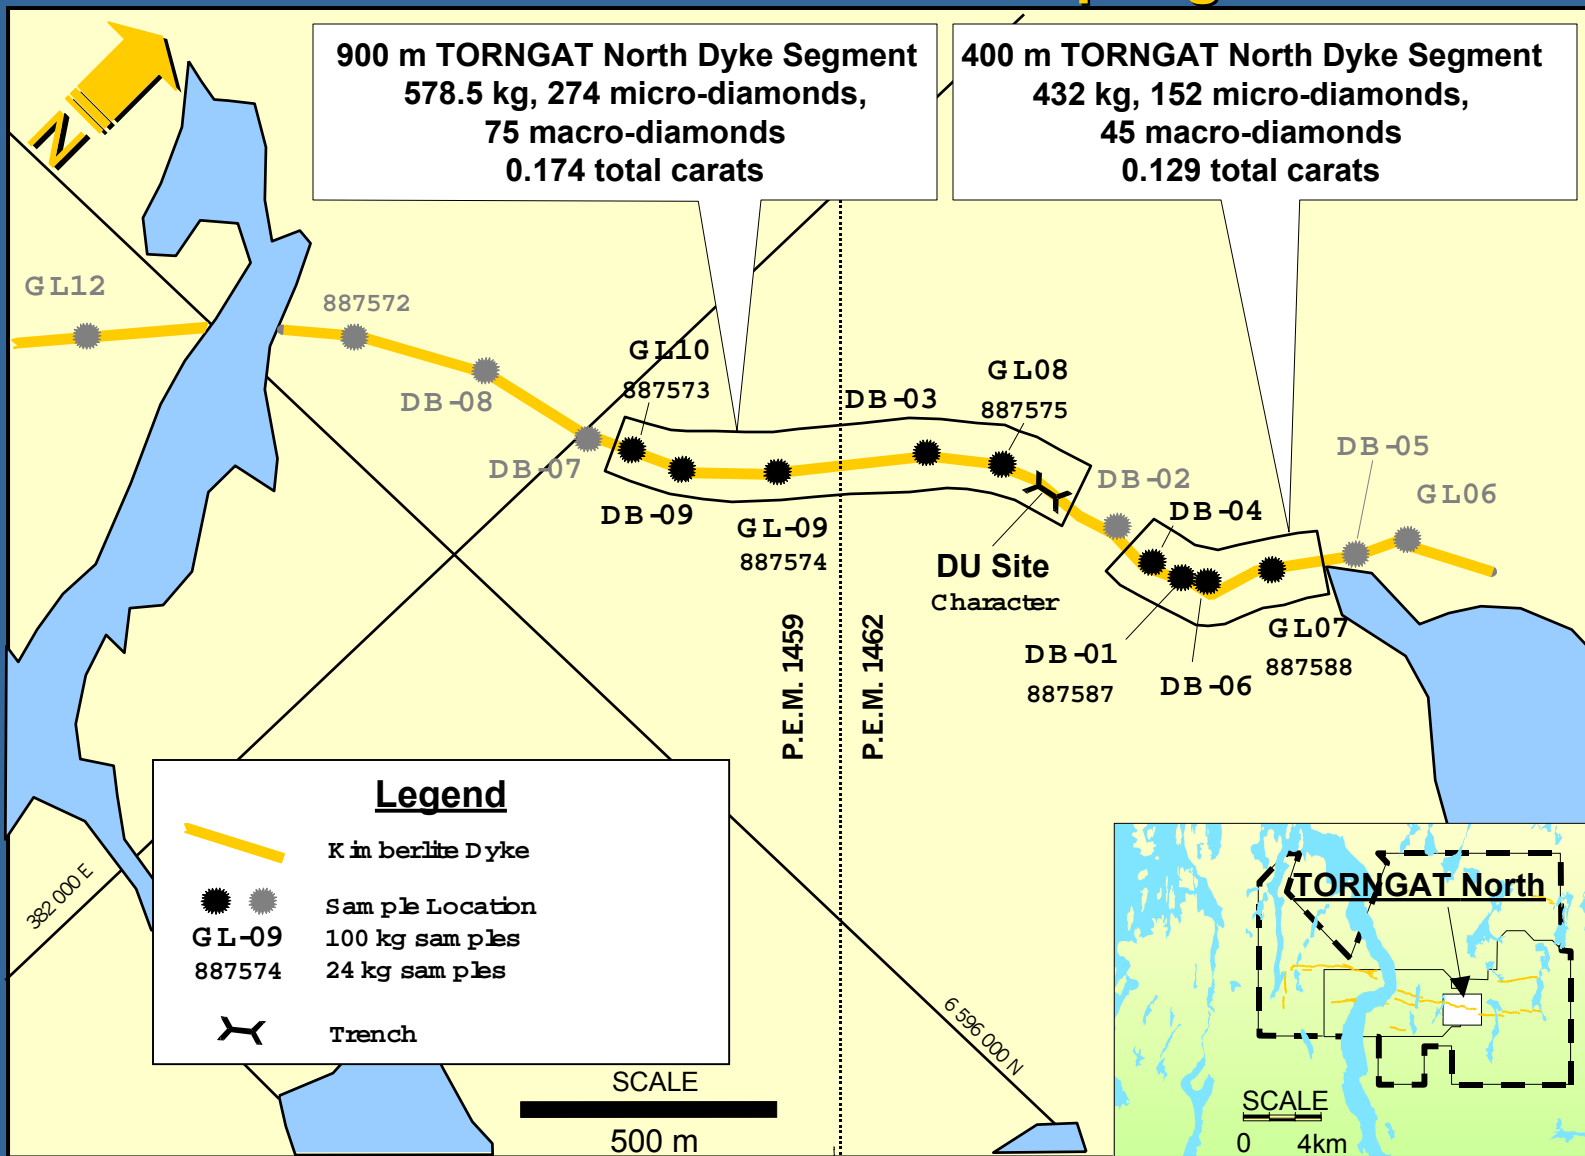 900 m TORNGAT North Dyke Segment
578.5 kg, 274 micro-diamonds,
75 macro-diamonds
0.174 total carats
400 m TORNGAT North Dyke Segment
432 kg, 152 micro-diamonds,
45 macro-diamonds
0.129 total carats
N
GL12
887572
DB-08
DB-07
GL10
887573
DB-09
GL-09
887574
DB-03
GL08
887575
DU Site
Character
DB-02
DB-04
DB-01
887587
DB-06
GL07
887588
DB-05
GL06
P.E.M. 1459
P.E.M. 1462
Legend
Kimberlite Dyke
Sample Location
GL-09 100 kg samples
887574 24 kg samples
Trench
382 000 E
6 596 000 N
SCALE
500 m
TORNGAT North
SCALE
0 4km